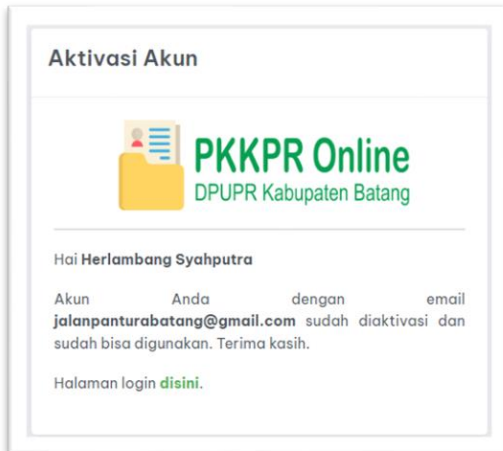 Aktivasi Akun
PKKPR Online
DPUPR Kabupaten Batang
Hai Herlambang Syahputra
Akun Anda dengan email
jalanpanturabatang@gmail.com sudah diaktivasi dan
sudah bisa digunakan. Terima kasih.
Halaman login disini.